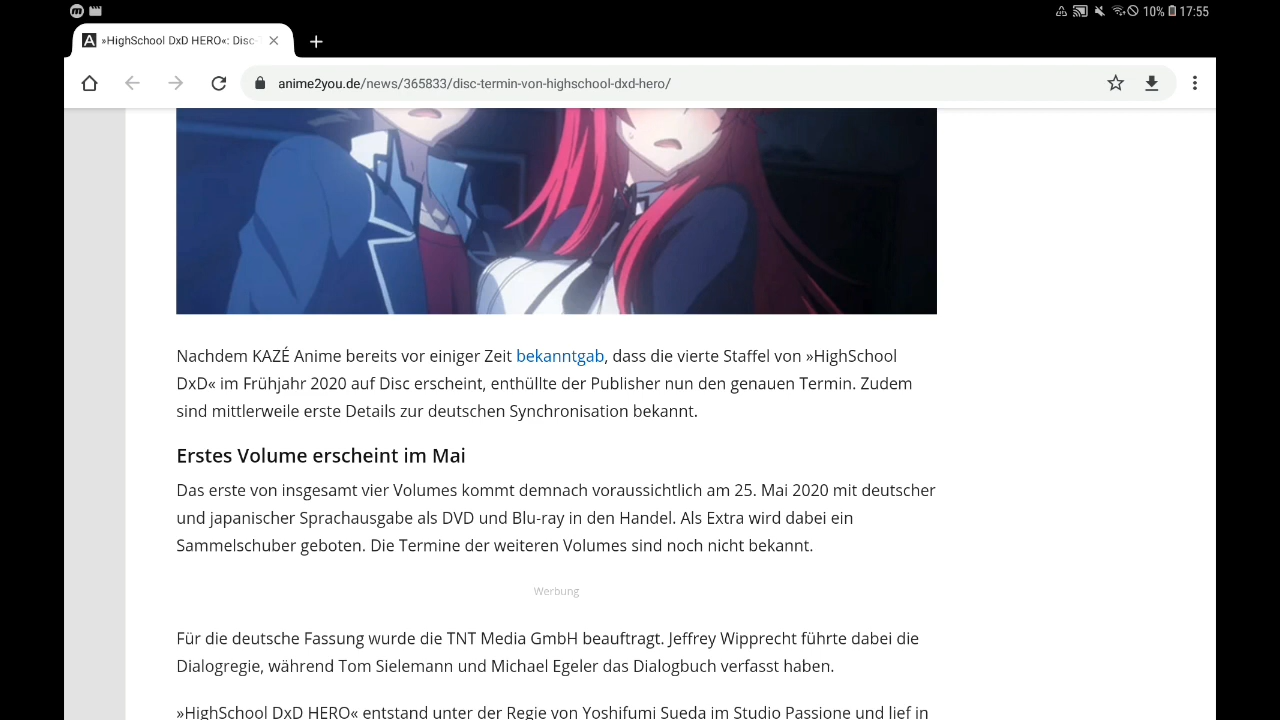 10% 17:55
»HighSchool DxD HERO«: Disc-
anime2you.de/news/365833/disc-termin-von-highschool-dxd-hero/
Nachdem KAZÉ Anime bereits vor einiger Zeit bekanntgab, dass die vierte Staffel von »HighSchool
DxD« im Frühjahr 2020 auf Disc erscheint, enthüllte der Publisher nun den genauen Termin. Zudem
sind mittlerweile erste Details zur deutschen Synchronisation bekannt.
Erstes Volume erscheint im Mai
Das erste von insgesamt vier Volumes kommt demnach voraussichtlich am 25. Mai 2020 mit deutscher
und japanischer Sprachausgabe als DVD und Blu-ray in den Handel. Als Extra wird dabei ein
Sammelschuber geboten. Die Termine der weiteren Volumes sind noch nicht bekannt.
Werbung
Für die deutsche Fassung wurde die TNT Media GmbH beauftragt. Jeffrey Wipprecht führte dabei die
Dialogregie, während Tom Sielemann und Michael Egeler das Dialogbuch verfasst haben.
»HighSchool DxD HERO« entstand unter der Regie von Yoshifumi Sueda im Studio Passione und lief in